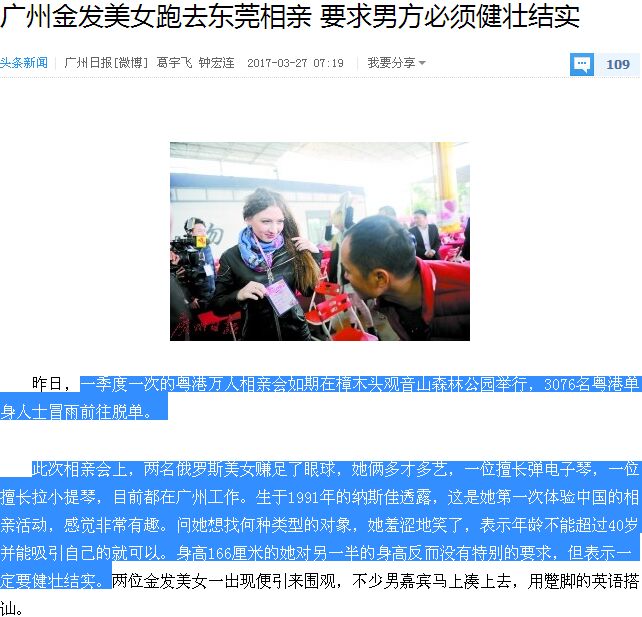 广州金发美女跑去东莞相亲 要求男方必须健壮结实
头条新闻 广州日报[微博] 葛宇飞 钟宏连 2017-03-27 07:19 我要分享 109
勿
广州日报
昨日，一季度一次的粤港万人相亲会如期在樟木头观音山森林公园举行，3076名粤港单
身人士冒雨前往脱单。
此次相亲会上，两名俄罗斯美女赚足了眼球，她俩多才多艺，一位擅长弹电子琴，一位
擅长拉小提琴，目前都在广州工作。生于1991年的纳斯佳透露，这是她第一次体验中国的相
亲活动，感觉非常有趣。问她想找何种类型的对象，她羞涩地笑了，表示年龄不能超过40岁
并能吸引自己的就可以。身高166厘米的她对另一半的身高反而没有特别的要求，但表示一
定要健壮结实。两位金发美女一出现便引来围观，不少男嘉宾马上凑上去，用蹩脚的英语搭
讪。